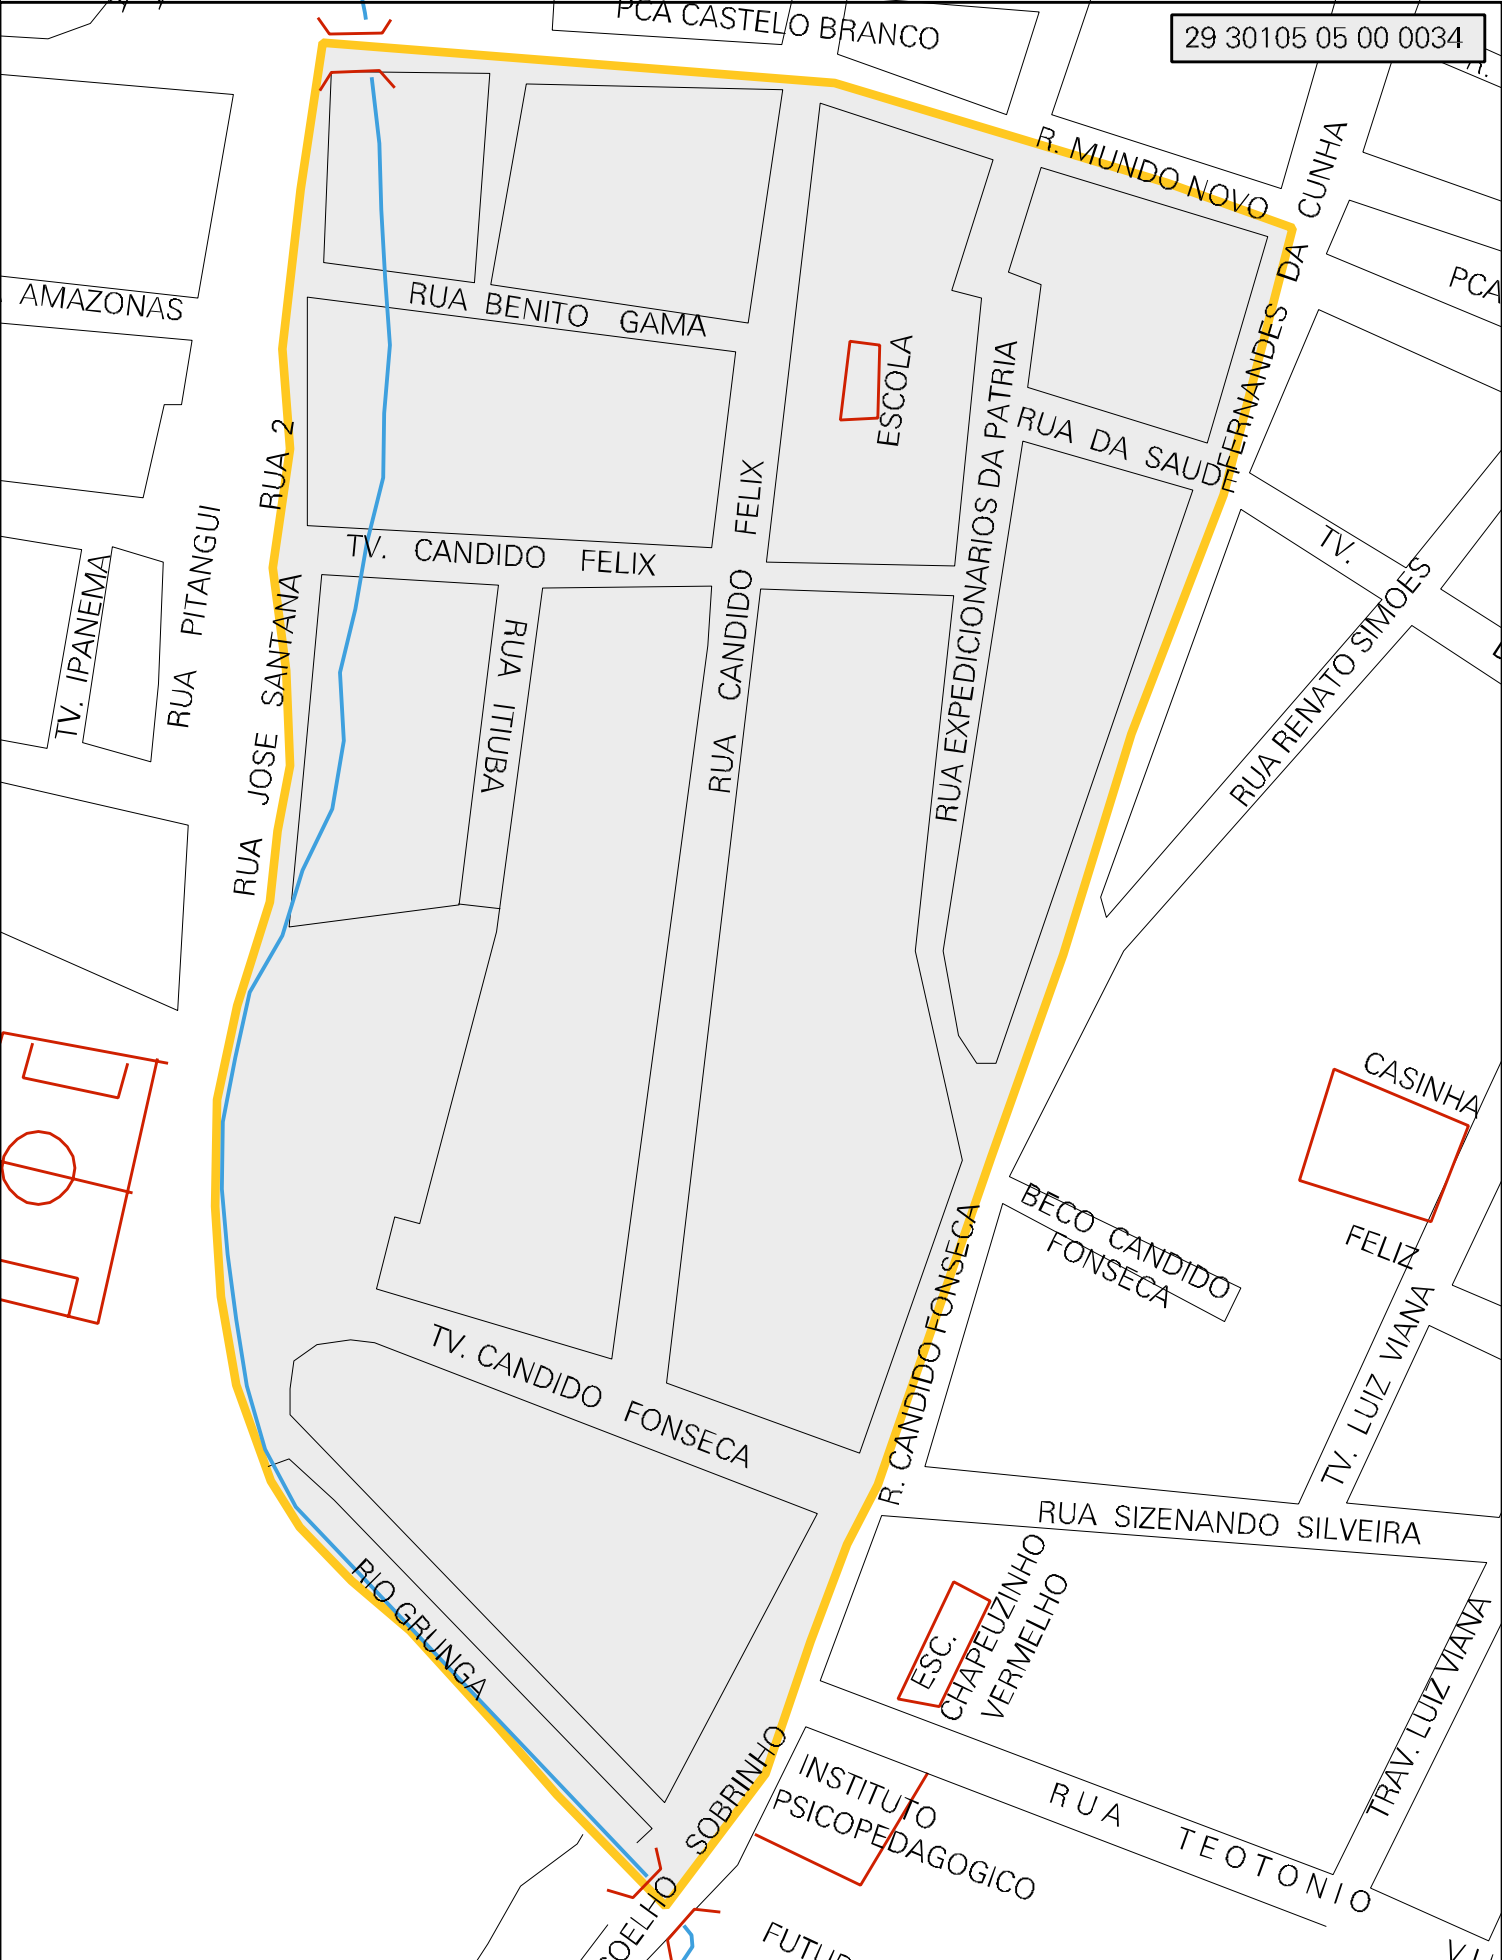 PCA CASTELO BRANCO
29 30105 05 00 0034
R.
R. MUNDO NOVO
CUNHA
DA
FERNANDES
AMAZONAS
PCA
RUA BENITO GAMA
ESCOLA
RUA EXPEDICIONARIOS DA PATRIA
RUA DA SAUDE
RUA 2
FELIX
CANDIDO
RUA
TV. CANDIDO FELIX
TV.
RUA RENATO SIMOES
TV. IPANEMA
RUA PITANGUI
RUA JOSE SANTANA
RUA ITIUBA
CASINHA
FELIZ
BECO CANDIDO
FONSECA
R. CANDIDO FONSECA
TV. LUIZ VIANA
TV. CANDIDO FONSECA
RUA SIZENANDO SILVEIRA
ESC.
CHAPEUZINHO
VERMELHO
RIO GRUNGA
TRAV. LUIZ VIANA
SOBRINHO
INSTITUTO
PSICOPEDAGOGICO
RUA TEOTONIO